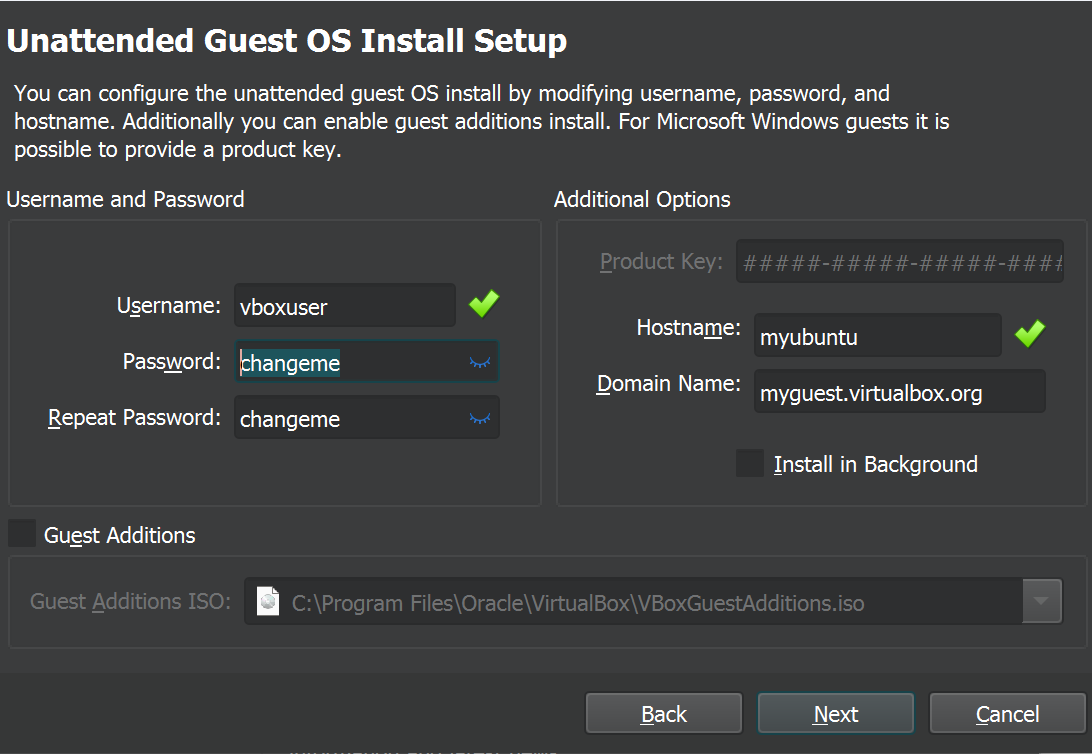 Unattended Guest OS Install Setup
You can configure the unattended guest OS install by modifying username, password, and
hostname. Additionally you can enable guest additions install. For Microsoft Windows guests it is
possible to provide a product key.
Username and Password
Username: vboxuser
Password: changeme
Repeat Password: changeme
Additional Options
Product Key: #####-#####-#####-####
Hostname: myubuntu
Domain Name: myguest.virtualbox.org
Install in Background
Guest Additions
Guest Additions ISO: C:\Program Files\Oracle\VirtualBox\VBoxGuestAdditions.iso
Back Next Cancel